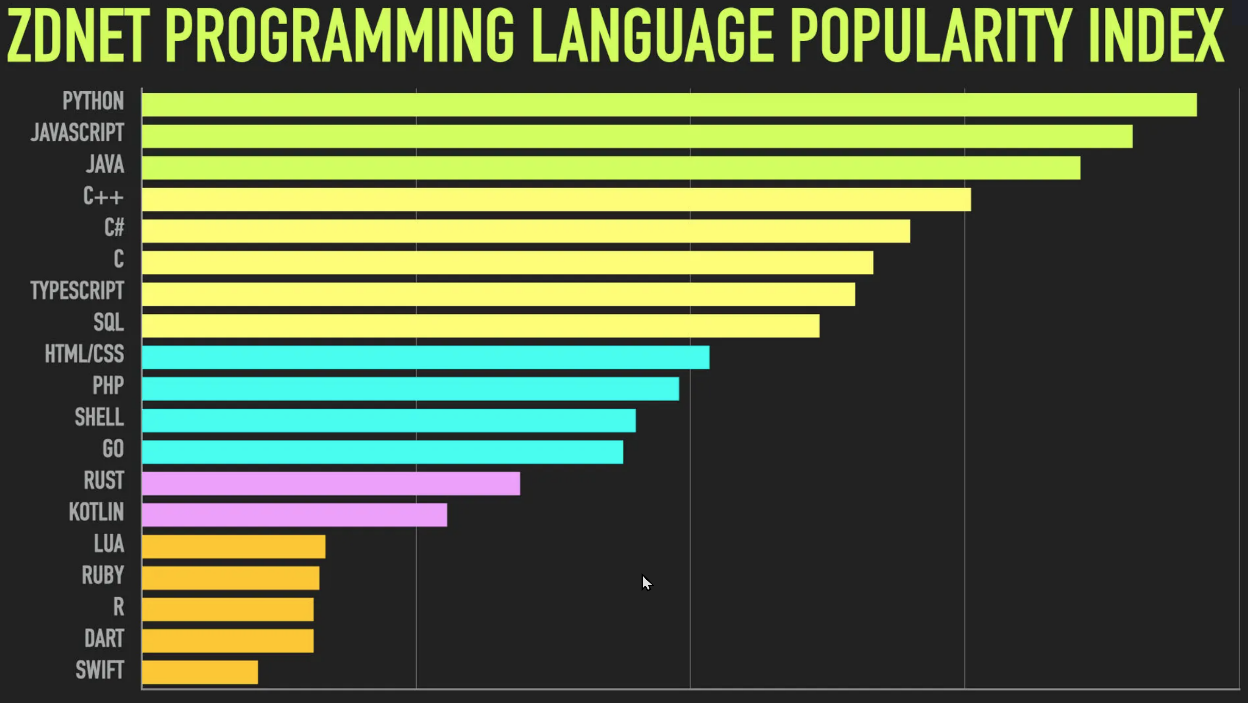 ZDNET PROGRAMMING LANGUAGE POPULARITY INDEX
PYTHON
JAVASCRIPT
JAVA
C++
C#
C
TYPESCRIPT
SQL
HTML/CSS
PHP
SHELL
GO
RUST
KOTLIN
LUA
RUBY
R
DART
SWIFT